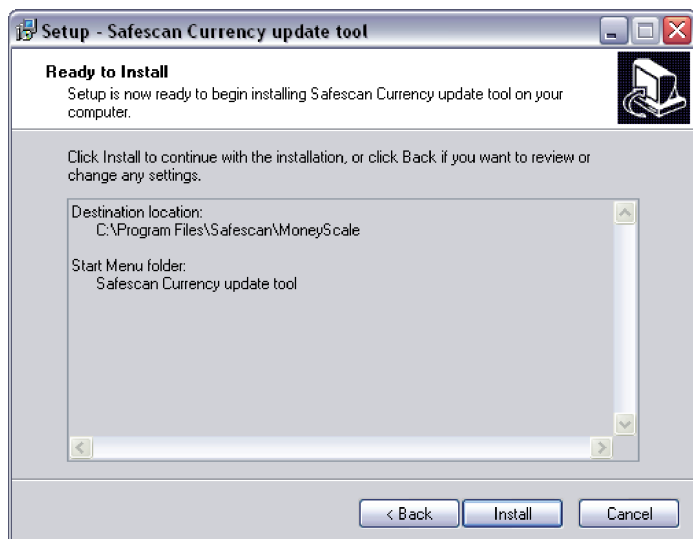 Setup - Safescan Currency update tool
Ready to Install
Setup is now ready to begin installing Safescan Currency update tool on your
computer.
Click Install to continue with the installation, or click Back if you want to review or
change any settings.
Destination location:
C:\Program Files\Safescan\MoneyScale
Start Menu folder:
Safescan Currency update tool
< Back
Install
Cancel